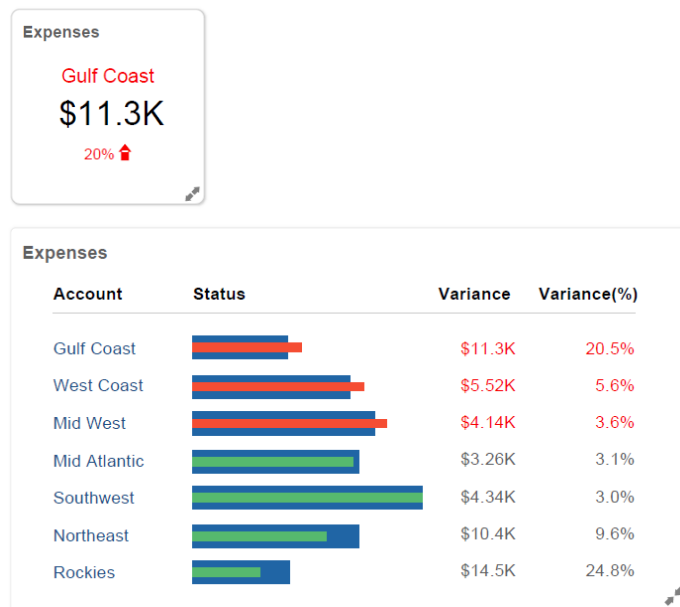 Expenses
Gulf Coast
$11.3K
20%
Expenses
Account Status Variance Variance(%)
Gulf Coast $11.3K 20.5%
West Coast $5.52K 5.6%
Mid West $4.14K 3.6%
Mid Atlantic $3.26K 3.1%
Southwest $4.34K 3.0%
Northeast $10.4K 9.6%
Rockies $14.5K 24.8%